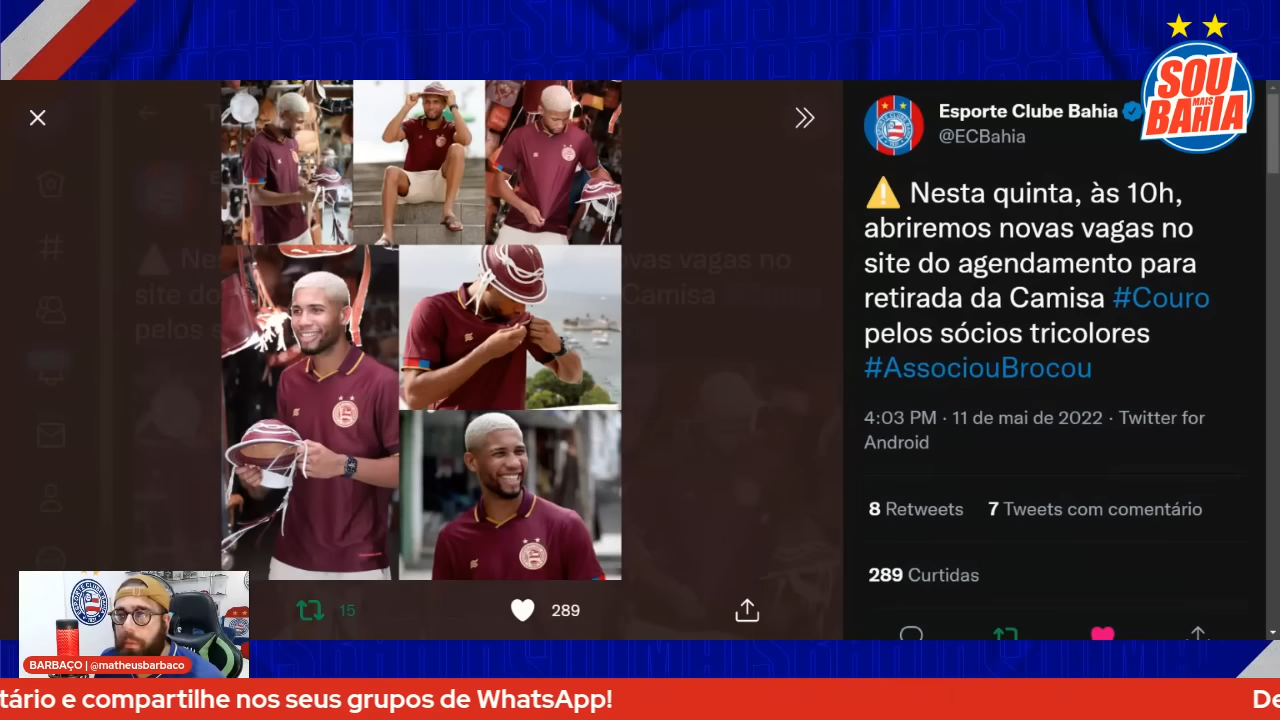 SOU
MAIS
BAHIA
Esporte Clube Bahia
@ECBahia
⚠️ Nesta quinta, às 10h,
abriremos novas vagas no
site do agendamento para
retirada da Camisa #Couro
pelos sócios tricolores
#AssociouBrocou
4:03 PM · 11 de mai de 2022 · Twitter for
Android
8 Retweets 7 Tweets com comentário
289 Curtidas
15
289
BARBAÇO | @matheusbarbaco
tário e compartilhe nos seus grupos de WhatsApp!
De